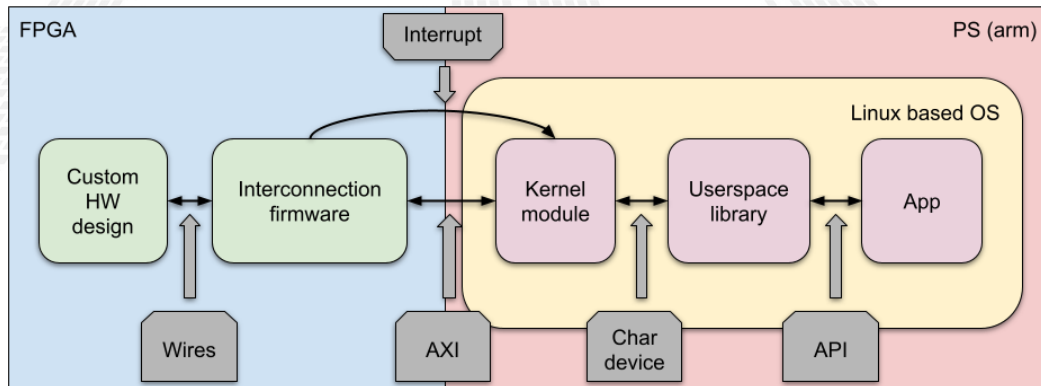 FPGA
Interrupt
PS (arm)
Linux based OS
Custom
HW
design
Interconnection
firmware
Kernel
module
Userspace
library
App
Wires
AXI
Char
device
API